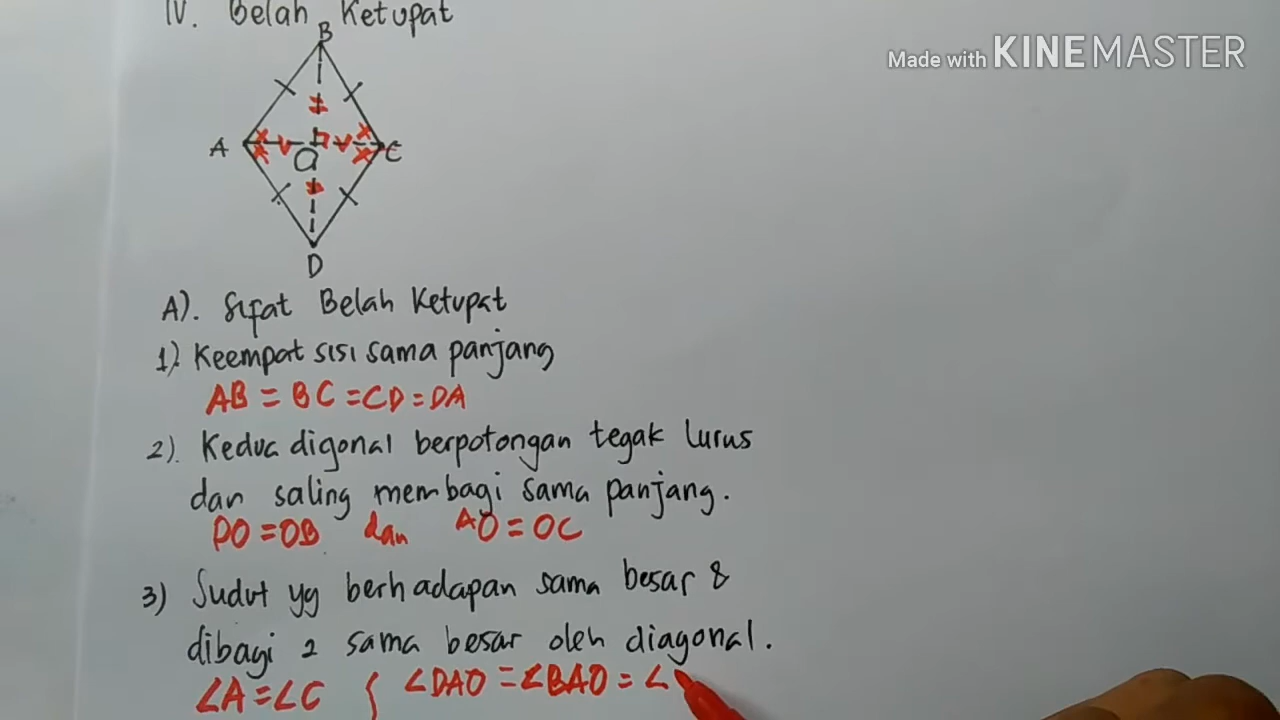 IV. Belah Ketupat
Made with KINEMASTER
B
A
O
C
D
A). Sifat Belah Ketupat
1). Keempat sisi sama panjang
AB = BC = CD = DA
2). Kedua digonal berpotongan tegak lurus
dan saling membagi sama panjang.
DO = OB dan AO = OC
3) Sudut yg berhadapan sama besar &
dibagi 2 sama besar oleh diagonal.
∠A = ∠C { ∠DAO = ∠BAO = ∠